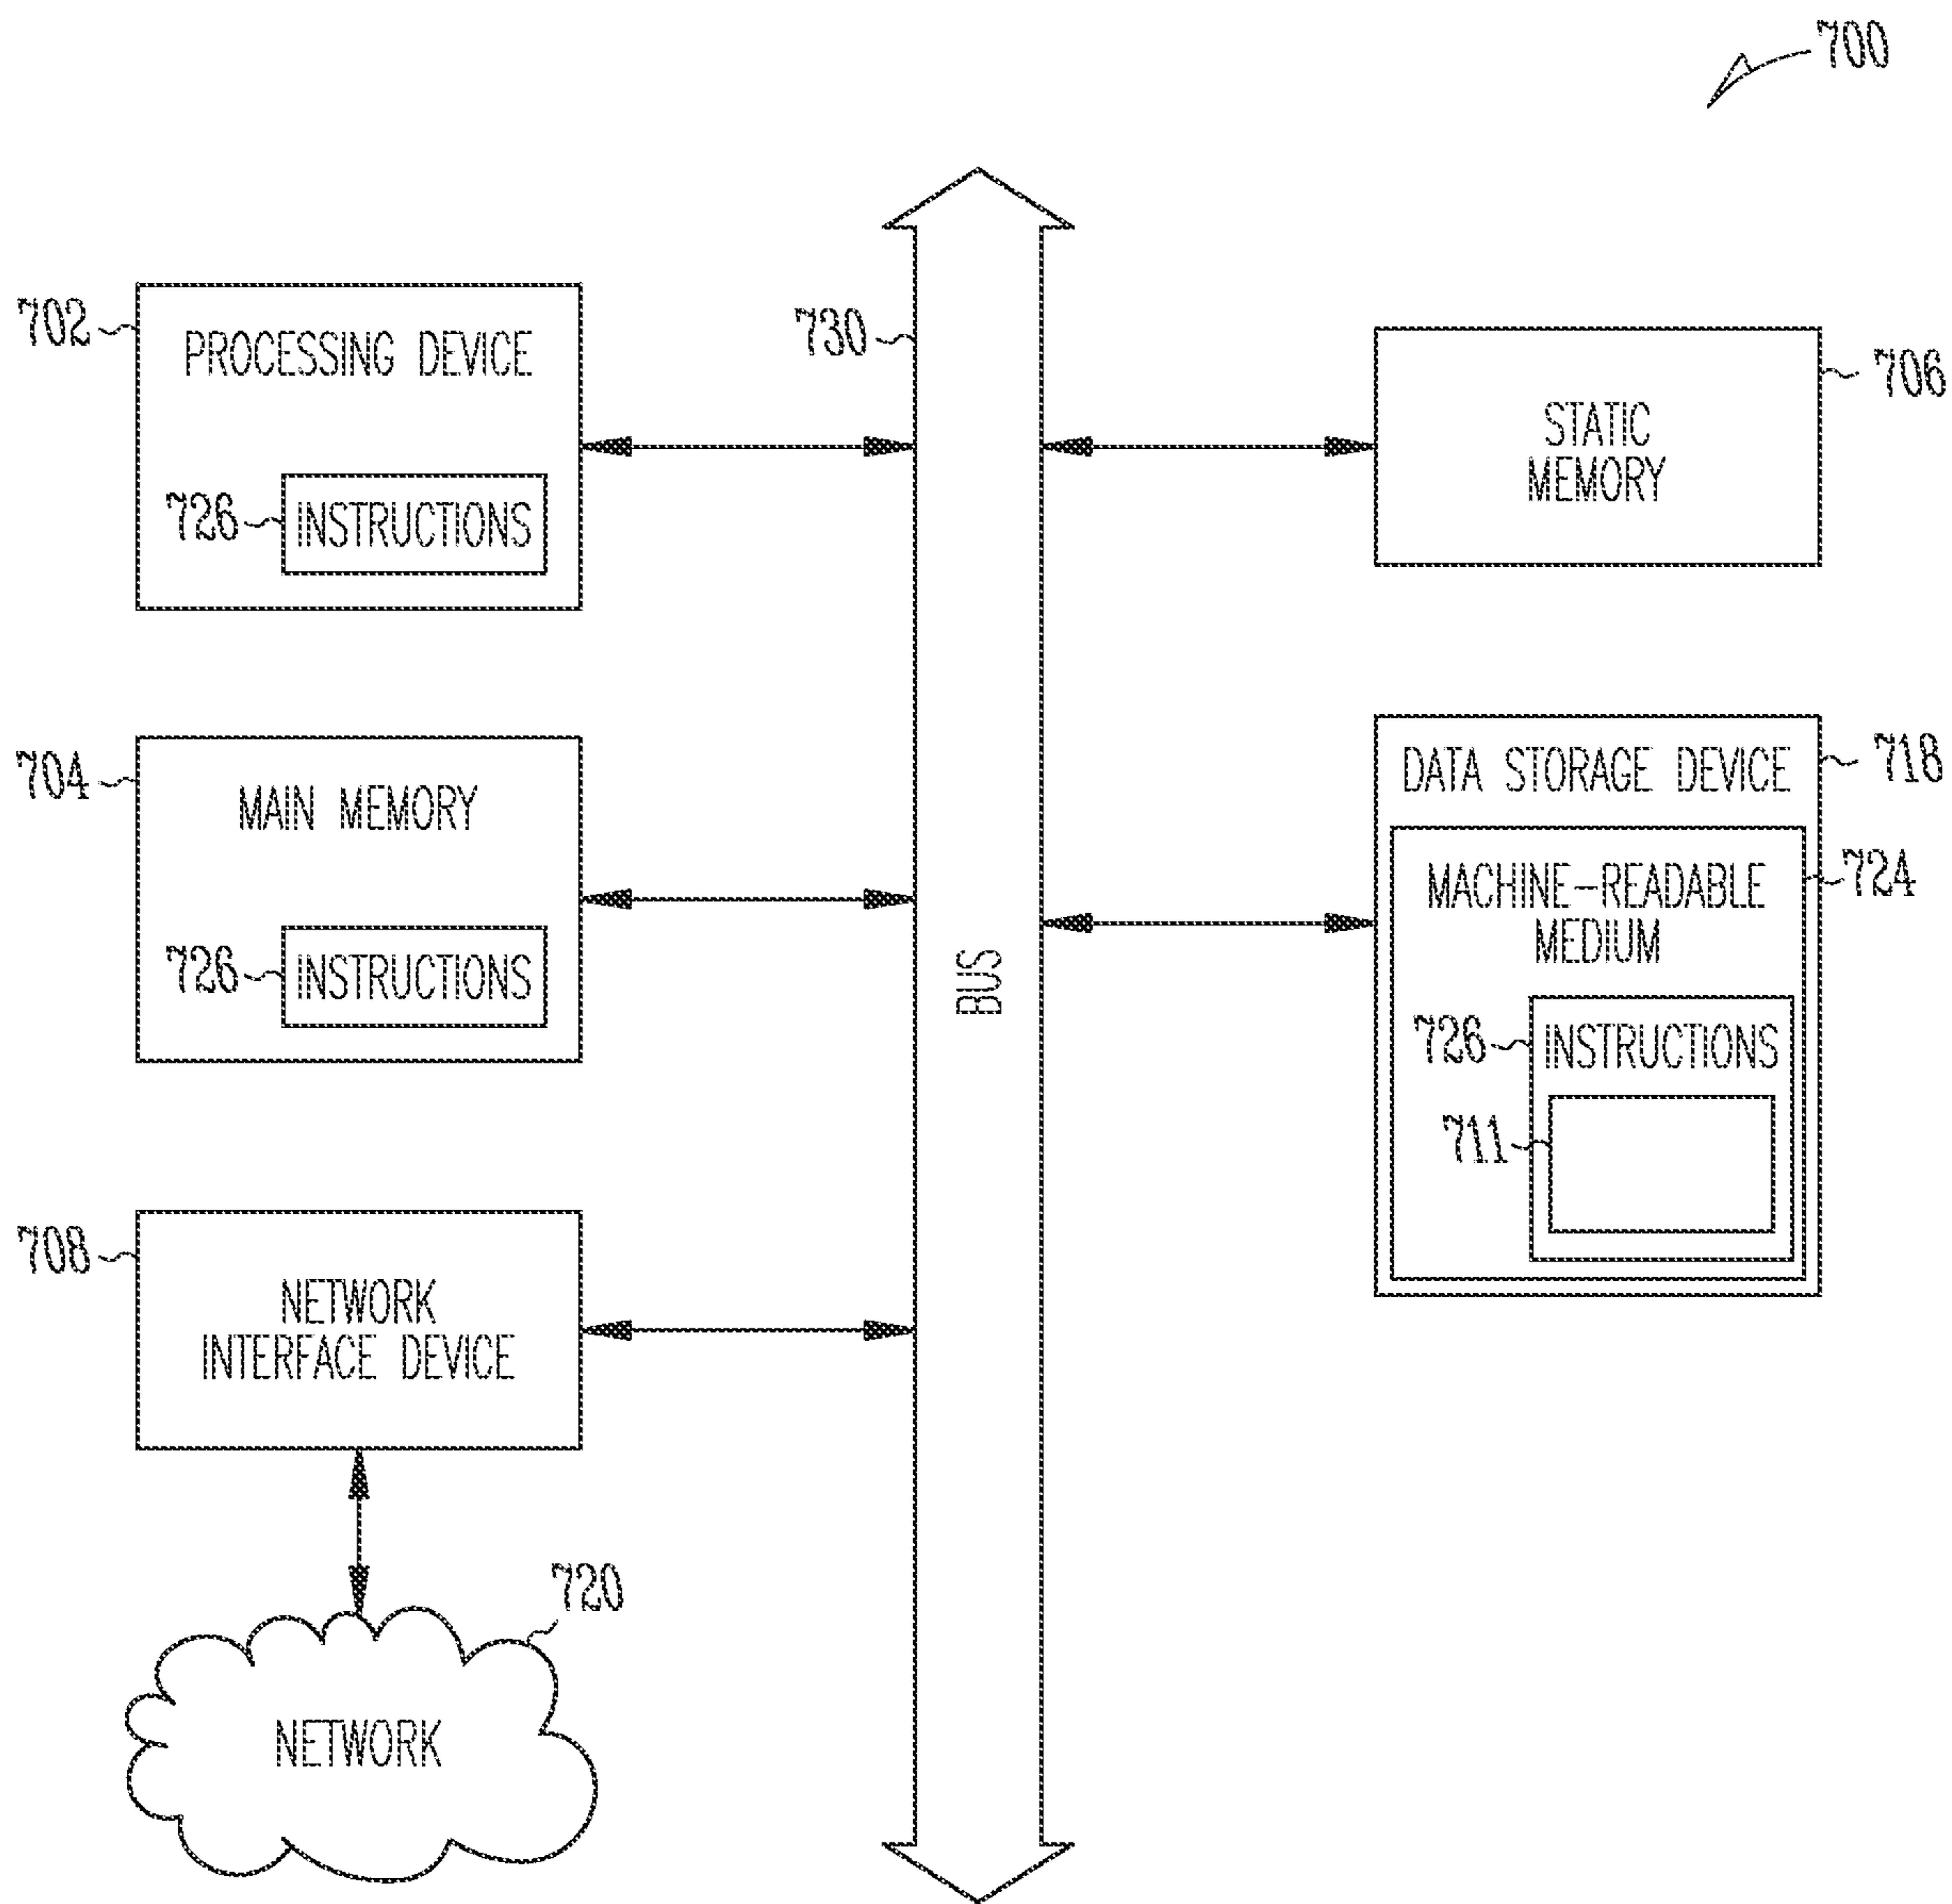 700
702
PROCESSING DEVICE
726
INSTRUCTIONS
730
706
STATIC
MEMORY
704
MAIN MEMORY
726
INSTRUCTIONS
BUS
718
DATA STORAGE DEVICE
724
MACHINE-READABLE
MEDIUM
726
INSTRUCTIONS
711
708
NETWORK
INTERFACE DEVICE
720
NETWORK